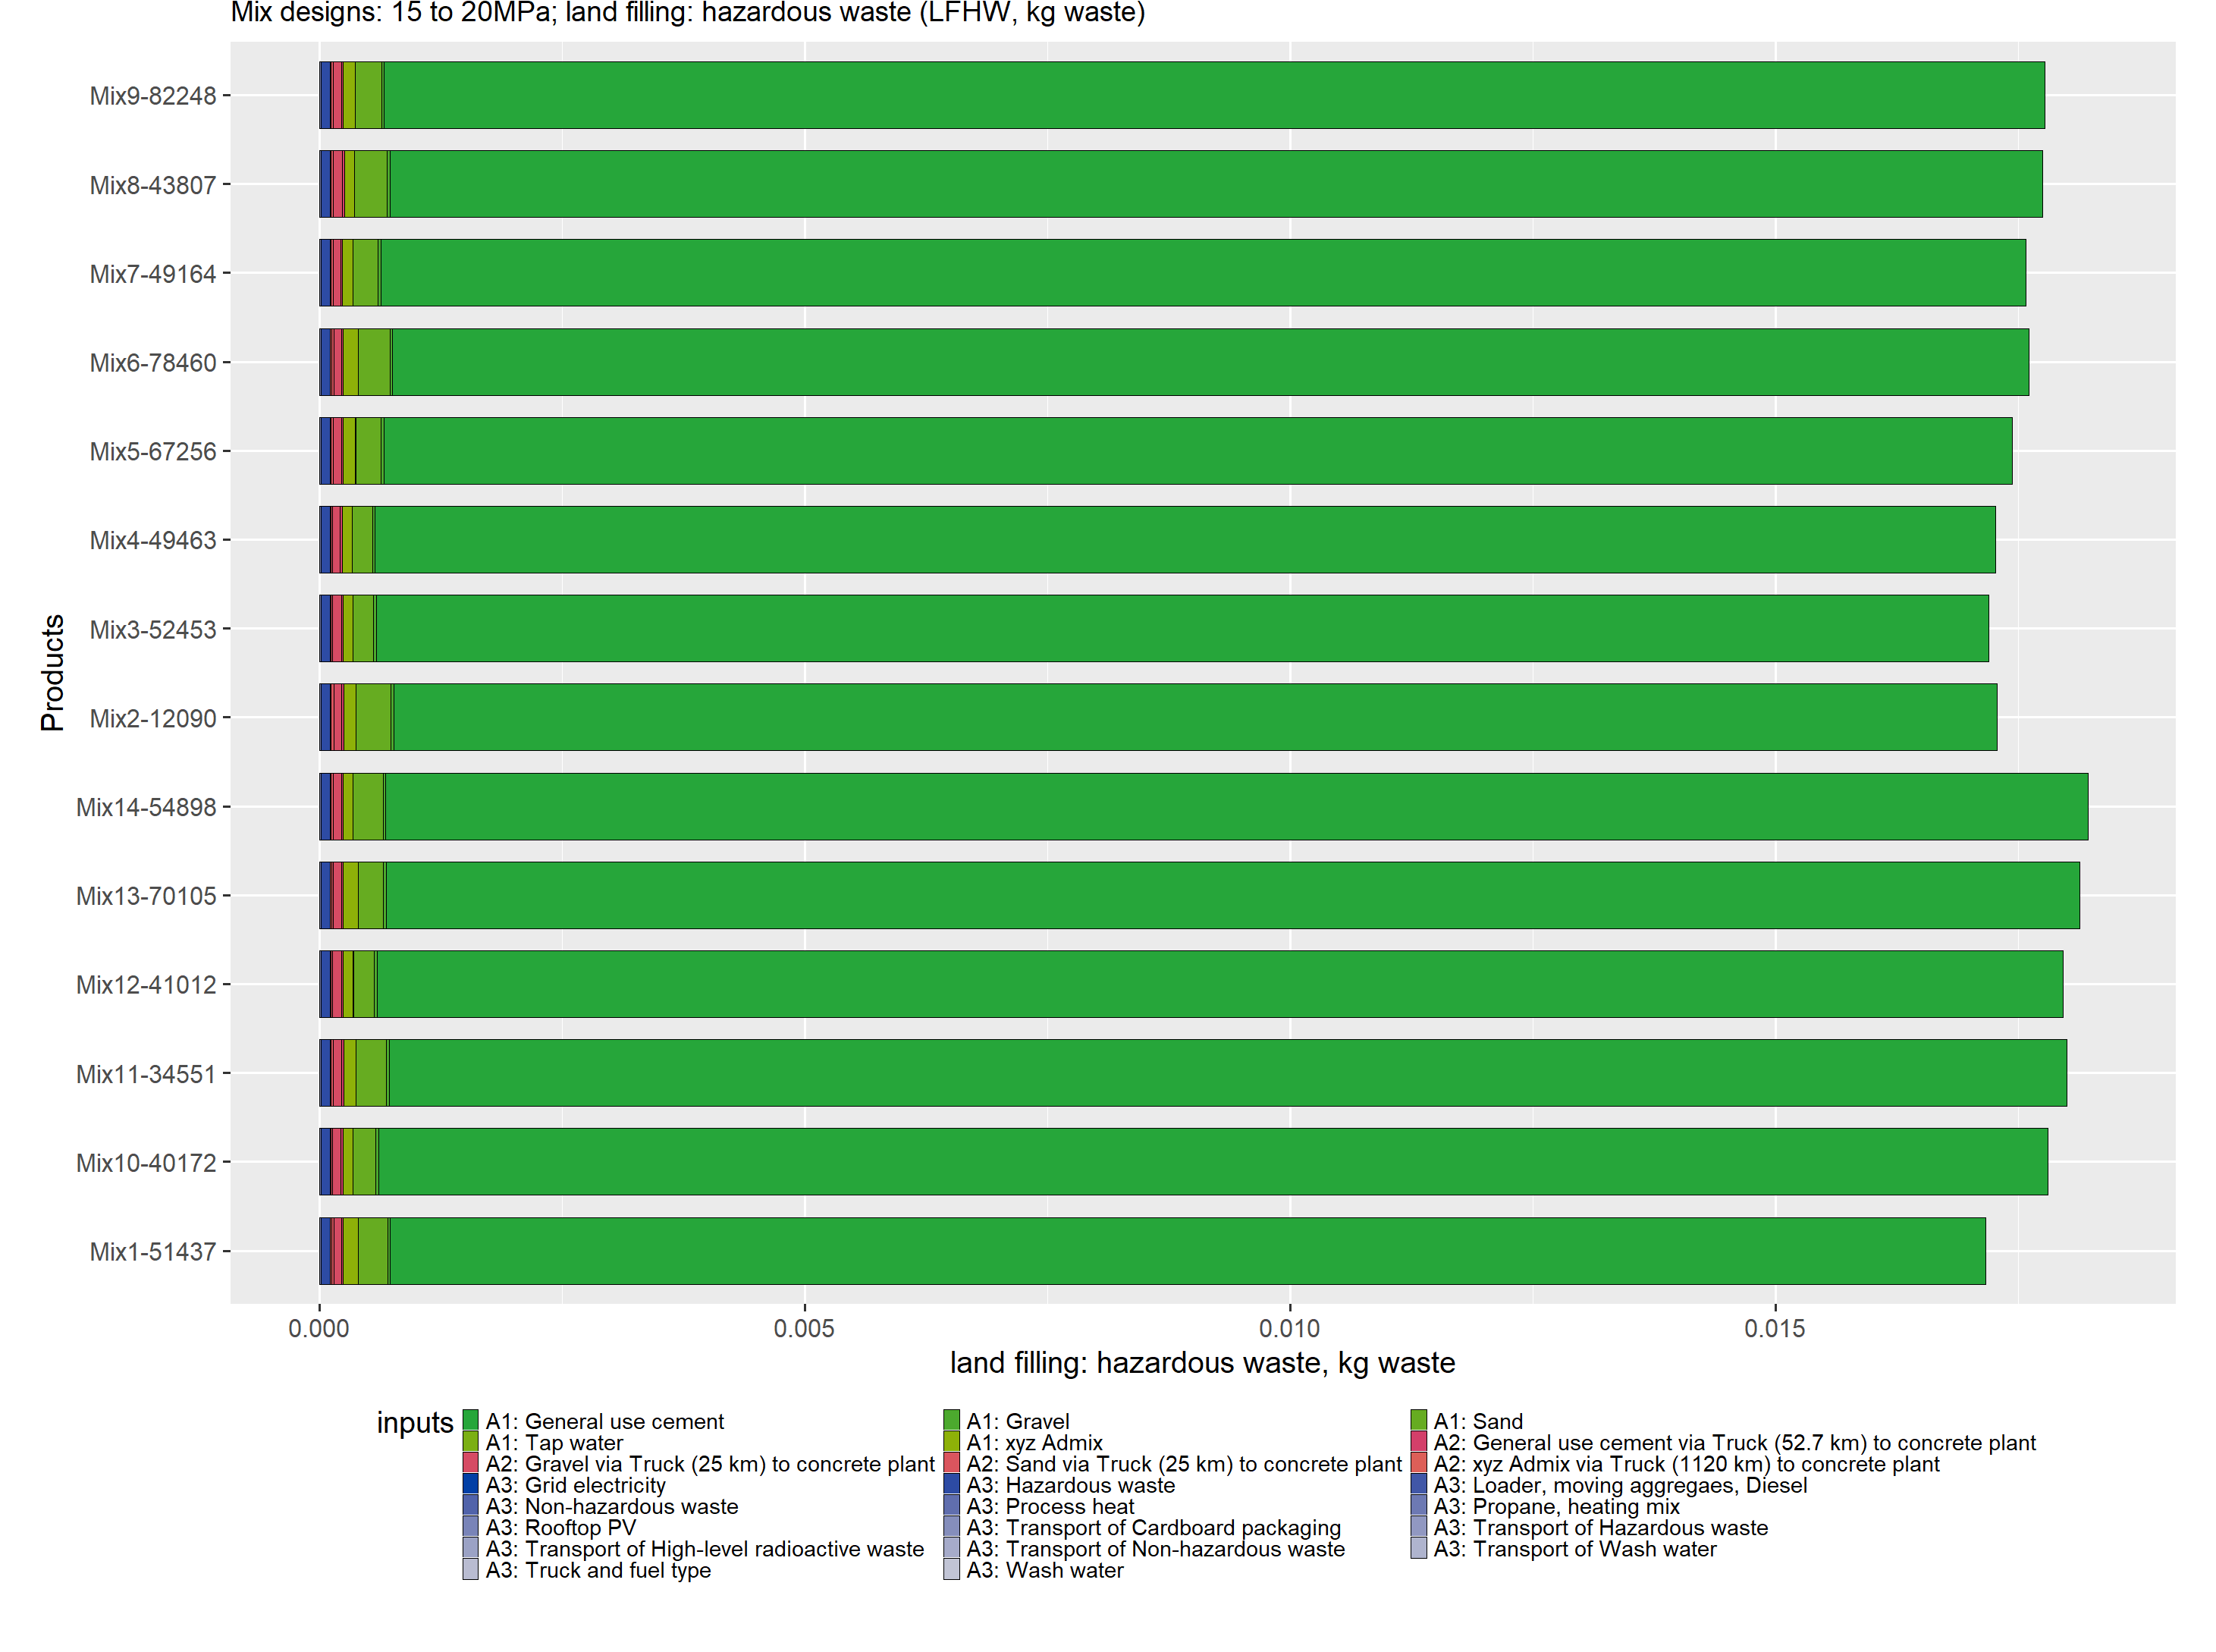 Mix designs: 15 to 20MPa; land filling: hazardous waste (LFHW, kg waste)
Products
Mix9-82248
Mix8-43807
Mix7-49164
Mix6-78460
Mix5-67256
Mix4-49463
Mix3-52453
Mix2-12090
Mix14-54898
Mix13-70105
Mix12-41012
Mix11-34551
Mix10-40172
Mix1-51437
0.000 0.005 0.010 0.015
land filling: hazardous waste, kg waste
inputs
A1: General use cement A1: Gravel A1: Sand
A1: Tap water A1: xyz Admix A2: General use cement via Truck (52.7 km) to concrete plant
A2: Gravel via Truck (25 km) to concrete plant A2: Sand via Truck (25 km) to concrete plant A2: xyz Admix via Truck (1120 km) to concrete plant
A3: Grid electricity A3: Hazardous waste A3: Loader, moving aggregaes, Diesel
A3: Non-hazardous waste A3: Process heat A3: Propane, heating mix
A3: Rooftop PV A3: Transport of Cardboard packaging A3: Transport of Hazardous waste
A3: Transport of High-level radioactive waste A3: Transport of Non-hazardous waste A3: Transport of Wash water
A3: Truck and fuel type A3: Wash water